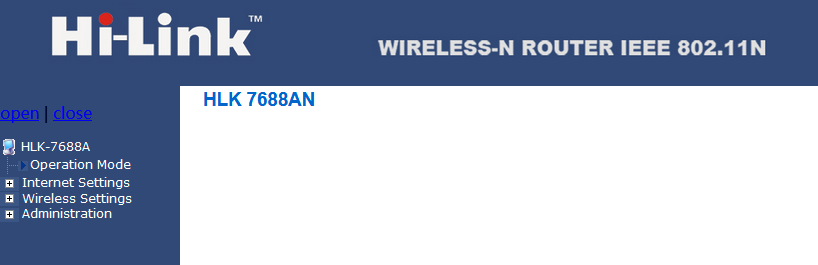 Hi-Link™
WIRELESS-N ROUTER IEEE 802.11N
HLK 7688AN
open | close
HLK-7688A
Operation Mode
Internet Settings
Wireless Settings
Administration